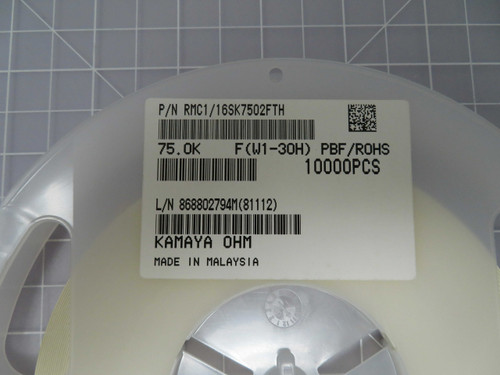 P/N RMC1/16SK7502FTH
75.0K F(W1-30H) PBF/ROHS
10000PCS
L/N 868802794M(81112)
KAMAYA OHM
MADE IN MALAYSIA